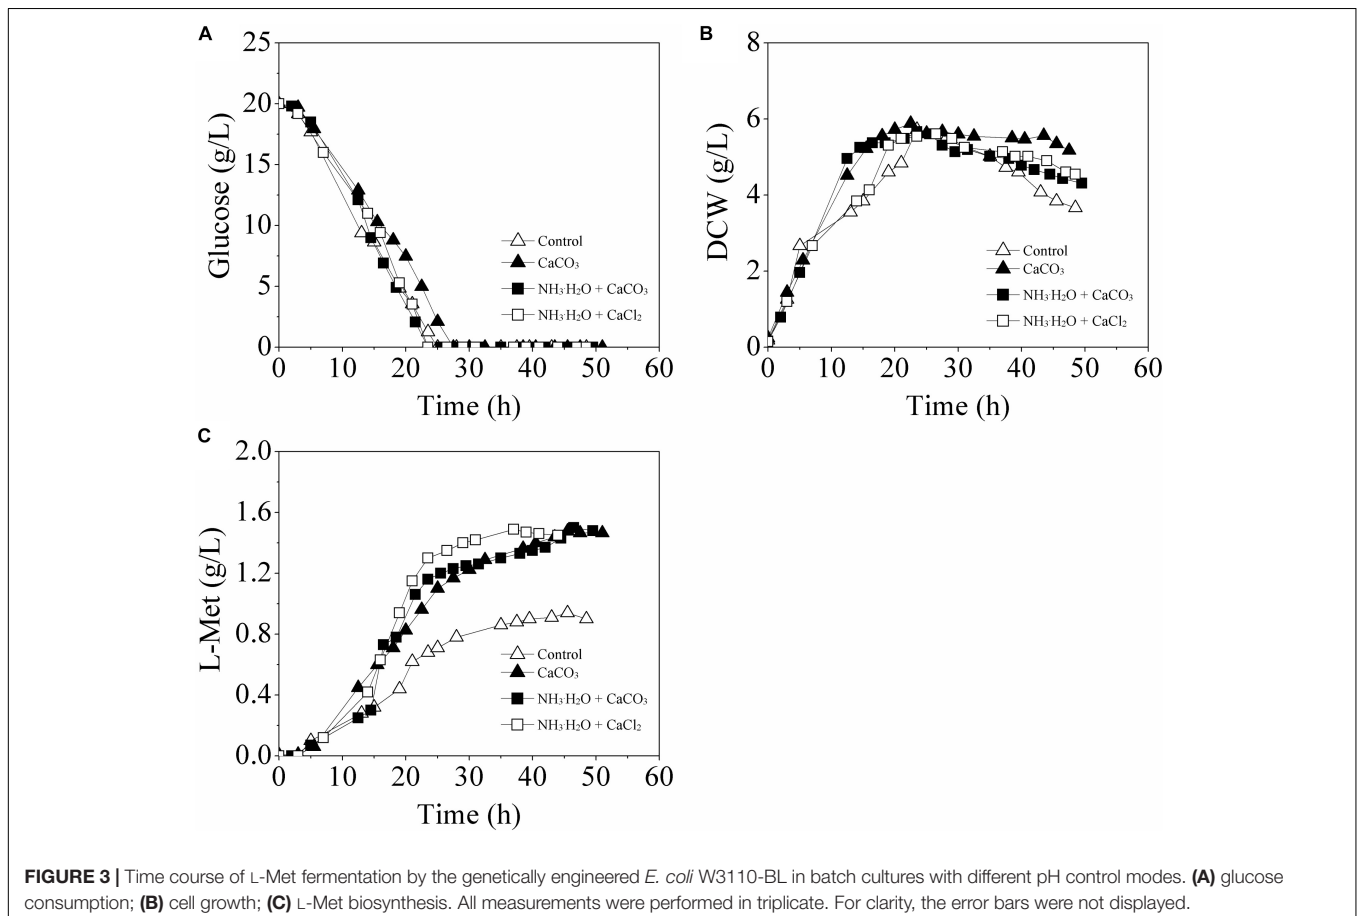 A
25
20
15
10
5
0
Glucose (g/L)
Control
CaCO₃
NH₃·H₂O + CaCO₃
NH₃·H₂O + CaCl₂
0 10 20 30 40 50 60
Time (h)
B
8
6
4
2
0
DCW (g/L)
Control
CaCO₃
NH₃·H₂O + CaCO₃
NH₃·H₂O + CaCl₂
0 10 20 30 40 50 60
Time (h)
C
2.0
1.6
1.2
0.8
0.4
0.0
L-Met (g/L)
Control
CaCO₃
NH₃·H₂O + CaCO₃
NH₃·H₂O + CaCl₂
0 10 20 30 40 50 60
Time (h)
FIGURE 3 | Time course of L-Met fermentation by the genetically engineered E. coli W3110-BL in batch cultures with different pH control modes. (A) glucose
consumption; (B) cell growth; (C) L-Met biosynthesis. All measurements were performed in triplicate. For clarity, the error bars were not displayed.